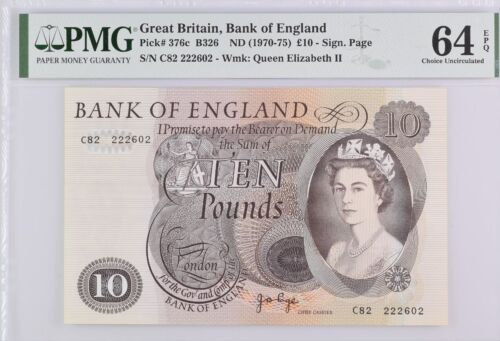 PMG
PAPER MONEY GUARANTY
Great Britain, Bank of England
Pick# 376c B326 ND (1970-75) £10 - Sign. Page
S/N C82 222602 - Wmk: Queen Elizabeth II
64 EPQ
Choice Uncirculated
BANK OF ENGLAND
I Promise to pay the Bearer on Demand
the Sum of
10
C82 222602
TEN
Pounds
London
for the Gov: and Comp: of the
BANK OF ENGLAND
10
CHIEF CASHIER
C82 222602